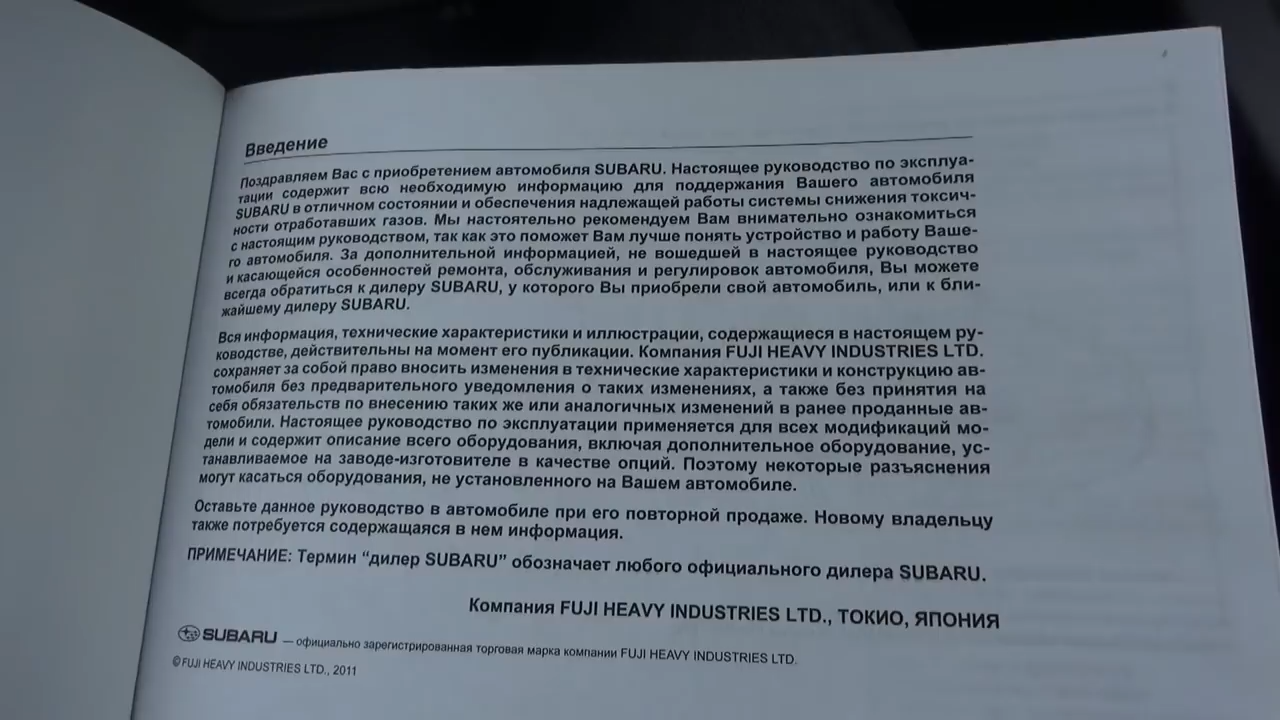 Введение
Поздравляем Вас с приобретением автомобиля SUBARU. Настоящее руководство по эксплуа-
тации содержит всю необходимую информацию для поддержания Вашего автомобиля
SUBARU в отличном состоянии и обеспечения надлежащей работы системы снижения токсич-
ности отработавших газов. Мы настоятельно рекомендуем Вам внимательно ознакомиться
с настоящим руководством, так как это поможет Вам лучше понять устройство и работу Ваше-
го автомобиля. За дополнительной информацией, не вошедшей в настоящее руководство
и касающейся особенностей ремонта, обслуживания и регулировок автомобиля, Вы можете
всегда обратиться к дилеру SUBARU, у которого Вы приобрели свой автомобиль, или к бли-
жайшему дилеру SUBARU.
Вся информация, технические характеристики и иллюстрации, содержащиеся в настоящем ру-
ководстве, действительны на момент его публикации. Компания FUJI HEAVY INDUSTRIES LTD.
сохраняет за собой право вносить изменения в технические характеристики и конструкцию ав-
томобиля без предварительного уведомления о таких изменениях, а также без принятия на
себя обязательств по внесению таких же или аналогичных изменений в ранее проданные ав-
томобили. Настоящее руководство по эксплуатации применяется для всех модификаций мо-
дели и содержит описание всего оборудования, включая дополнительное оборудование, ус-
танавливаемое на заводе-изготовителе в качестве опций. Поэтому некоторые разъяснения
могут касаться оборудования, не установленного на Вашем автомобиле.
Оставьте данное руководство в автомобиле при его повторной продаже. Новому владельцу
также потребуется содержащаяся в нем информация.
ПРИМЕЧАНИЕ: Термин “дилер SUBARU” обозначает любого официального дилера SUBARU.
Компания FUJI HEAVY INDUSTRIES LTD., ТОКИО, ЯПОНИЯ
SUBARU — официально зарегистрированная торговая марка компании FUJI HEAVY INDUSTRIES LTD.
© FUJI HEAVY INDUSTRIES LTD., 2011